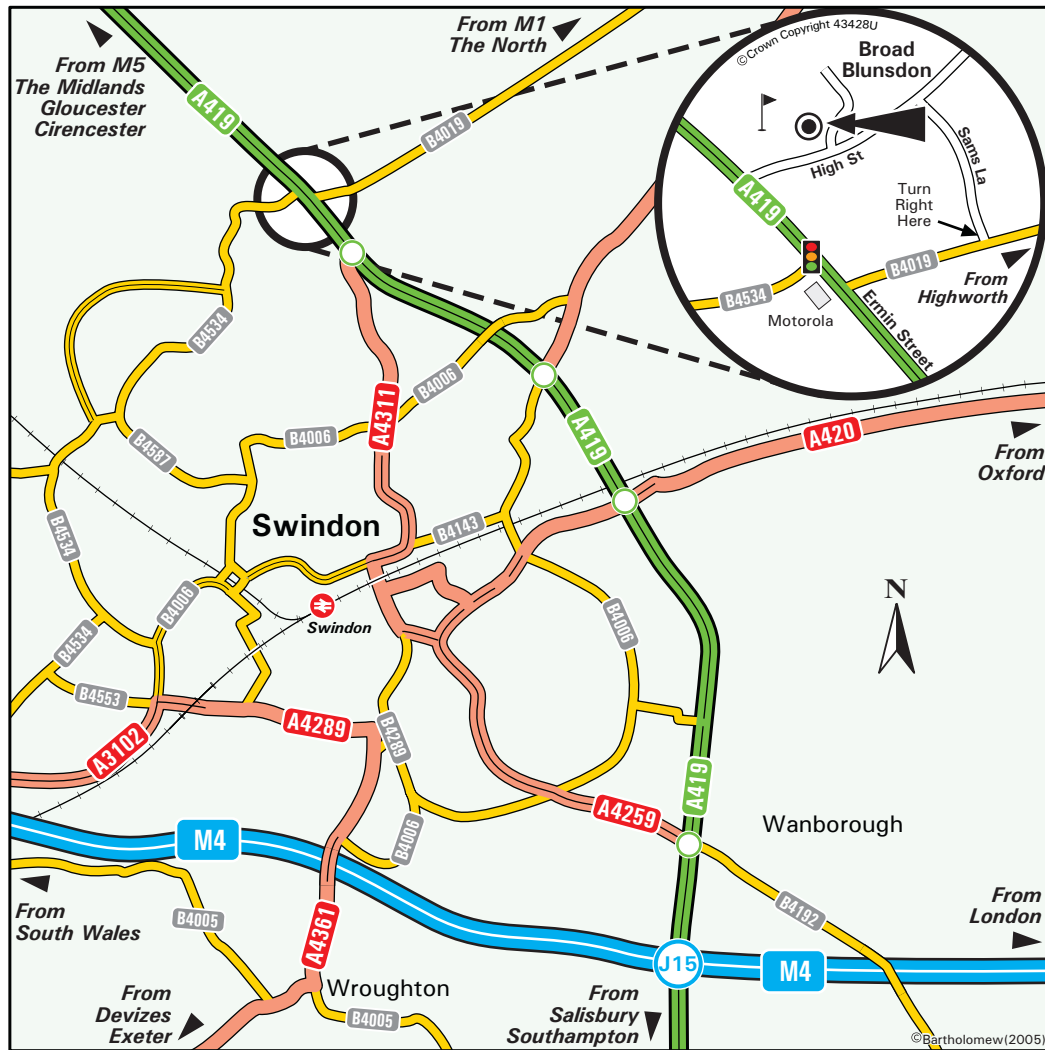 From M5
The Midlands
Gloucester
Cirencester
From M1
The North
©Crown Copyright 43428U
Broad
Blunsdon
High St
Sams La
Turn
Right
Here
A419
B4019
From
Highworth
B4534
Motorola
Ermin Street
A419
B4019
B4534
B4006
A4311
B4006
B4587
A419
A420
From
Oxford
Swindon
B4143
B4534
B4006
Swindon
B4006
B4534
B4553
A4289
A3102
B4289
A419
A4259
Wanborough
B4006
M4
From
South Wales
B4005
A4361
B4192
From
London
J15
M4
From
Devizes
Exeter
Wroughton
B4005
From
Salisbury
Southampton
N
©Bartholomew(2005)